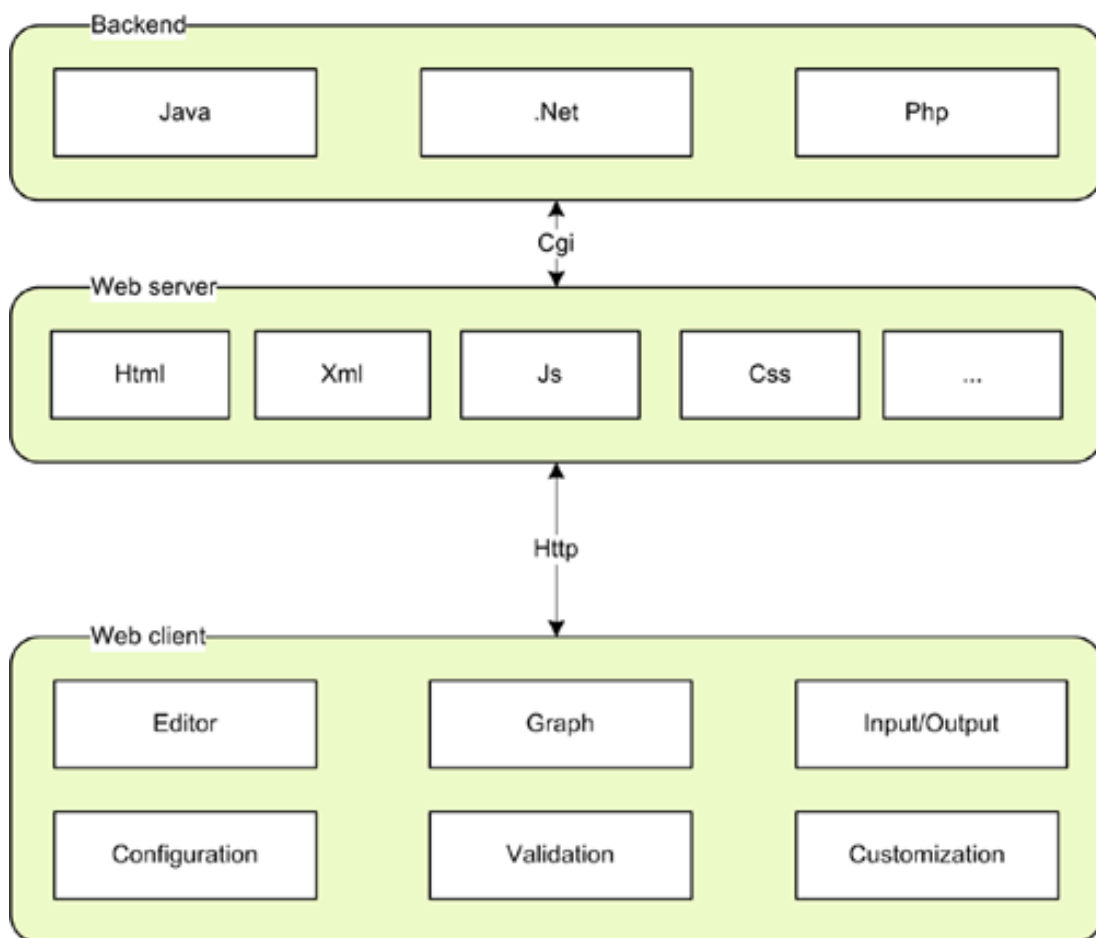 Backend
Java
.Net
Php
Cgi
Web server
Html
Xml
Js
Css
...
Http
Web client
Editor
Graph
Input/Output
Configuration
Validation
Customization